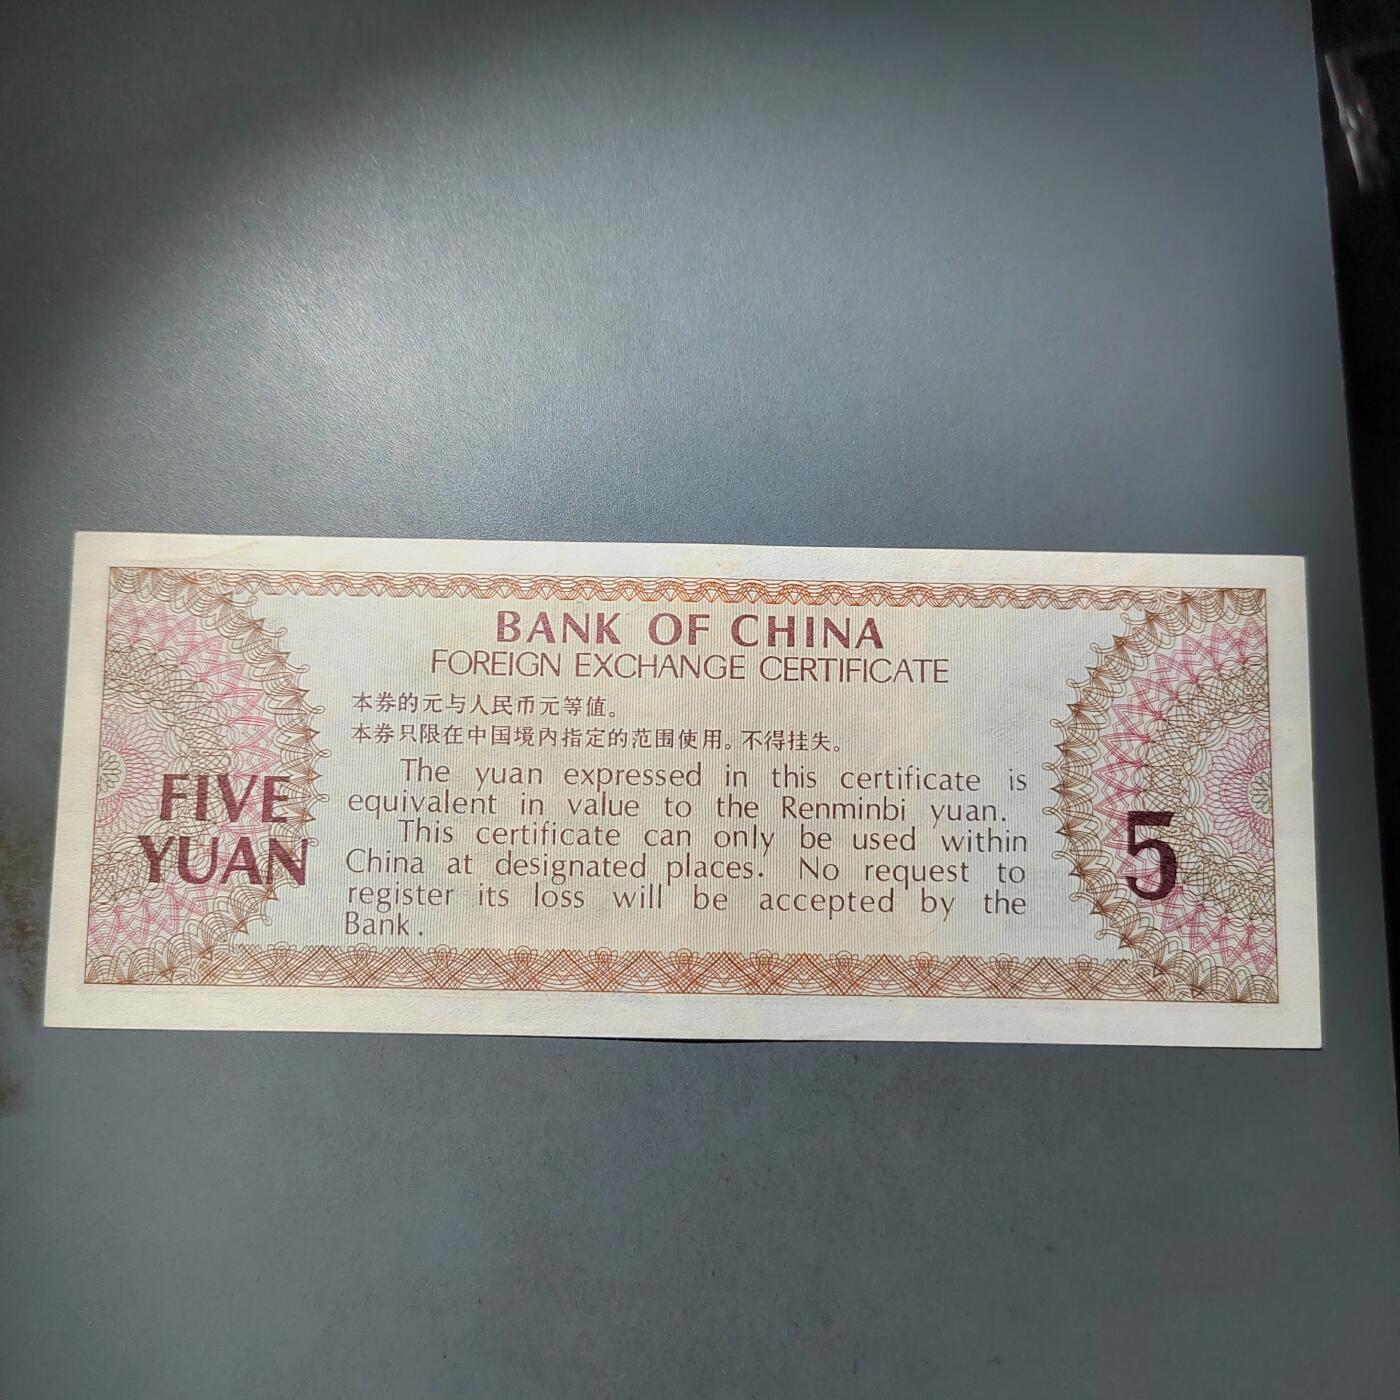 BANK OF CHINA
FOREIGN EXCHANGE CERTIFICATE
本券的元与人民币元等值。
本券只限在中国境内指定的范围使用。不得挂失。
The yuan expressed in this certificate is
equivalent in value to the Renminbi yuan.
This certificate can only be used within
China at designated places. No request to
register its loss will be accepted by the
Bank.
FIVE
YUAN
5